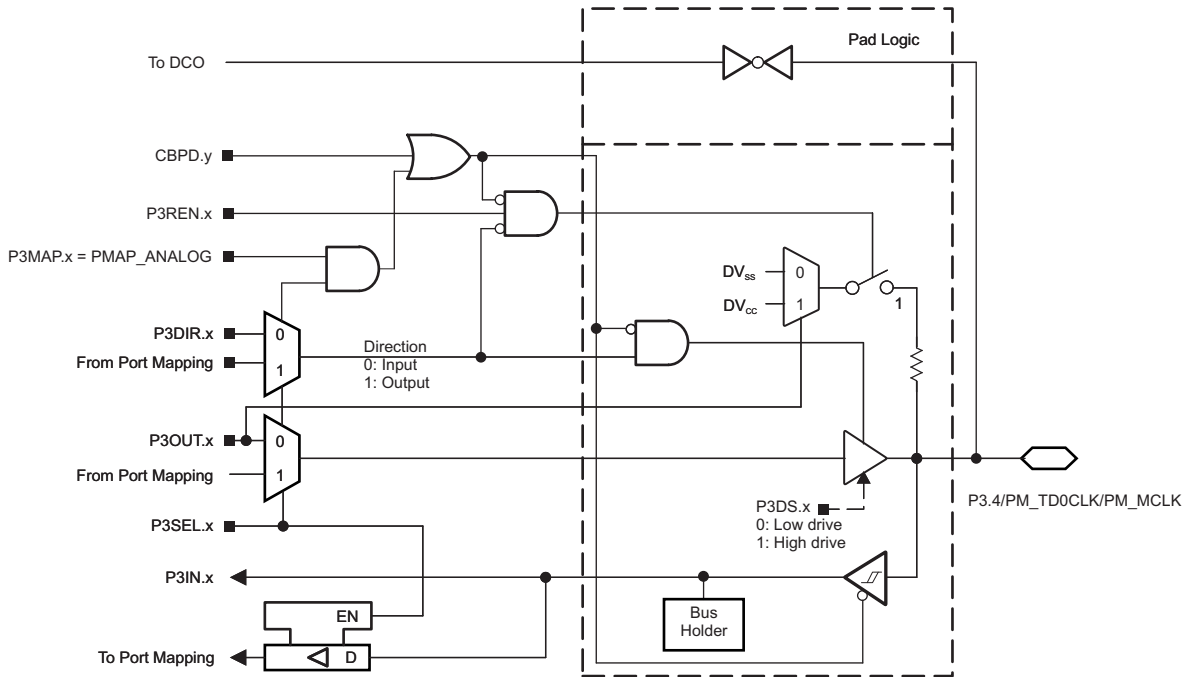 Pad Logic
To DCO
CBPD.y
P3REN.x
P3MAP.x = PMAP_ANALOG
DVss
0
DVcc
1
1
P3DIR.x
0
From Port Mapping
1
Direction
0: Input
1: Output
P3OUT.x
0
From Port Mapping
1
P3.4/PM_TD0CLK/PM_MCLK
P3DS.x
0: Low drive
1: High drive
P3SEL.x
P3IN.x
EN
Bus
Holder
To Port Mapping
D